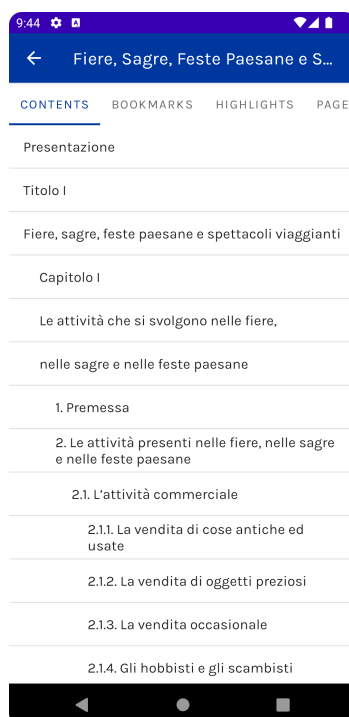 9:44
Fiere, Sagre, Feste Paesane e S...
CONTENTS BOOKMARKS HIGHLIGHTS PAGE
Presentazione
Titolo I
Fiere, sagre, feste paesane e spettacoli viaggianti
Capitolo I
Le attività che si svolgono nelle fiere,
nelle sagre e nelle feste paesane
1. Premessa
2. Le attività presenti nelle fiere, nelle sagre
e nelle feste paesane
2.1. L'attività commerciale
2.1.1. La vendita di cose antiche ed
usate
2.1.2. La vendita di oggetti preziosi
2.1.3. La vendita occasionale
2.1.4. Gli hobbisti e gli scambisti